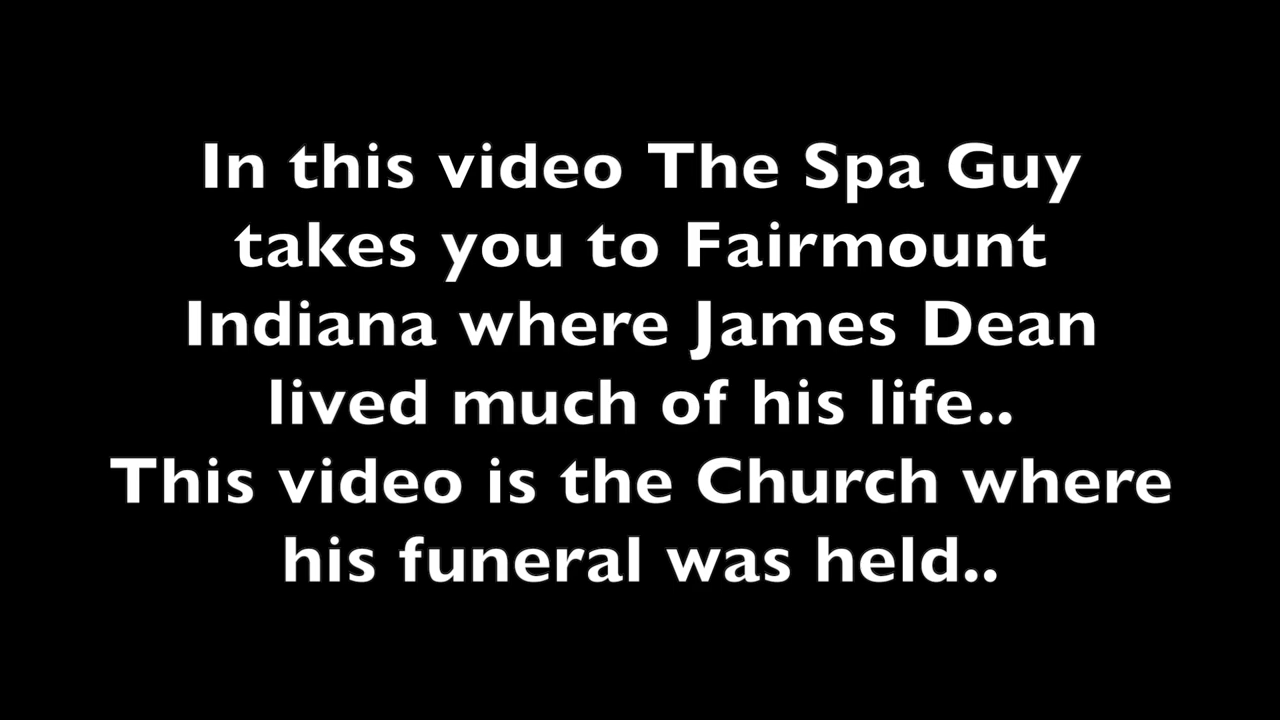 In this video The Spa Guy
takes you to Fairmount
Indiana where James Dean
lived much of his life..
This video is the Church where
his funeral was held..